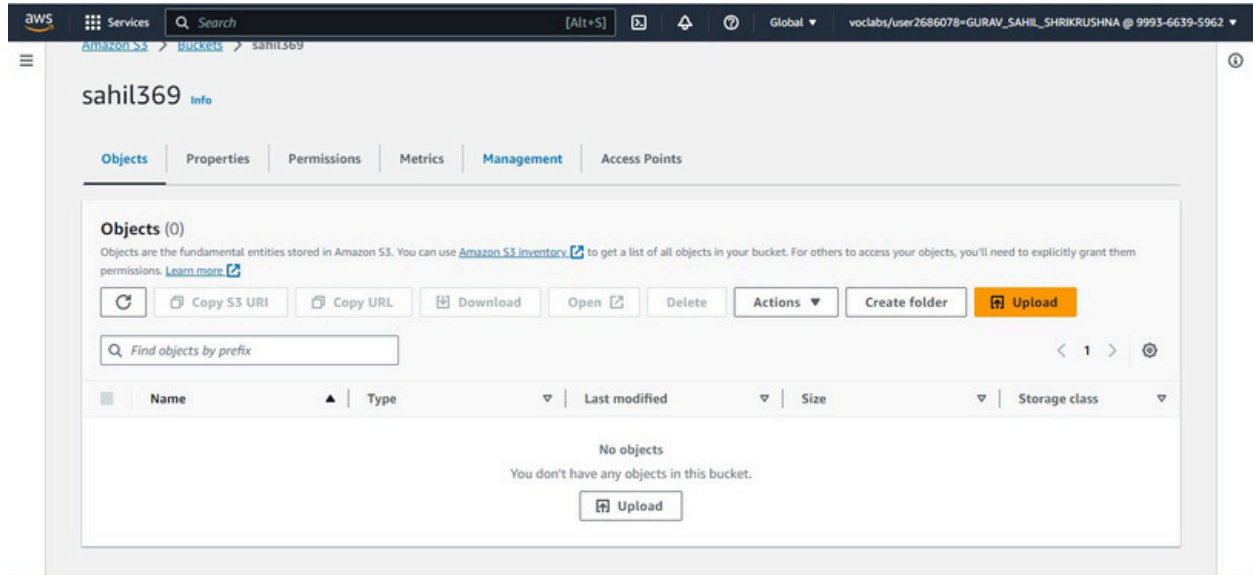 aws Services Search [Alt+S] Global voclabs/user2686078=GURAV_SAHIL_SHRIKRUSHNA @ 9993-6639-5962
Amazon S3 > Buckets > sahil369
sahil369 Info
Objects Properties Permissions Metrics Management Access Points
Objects (0)
Objects are the fundamental entities stored in Amazon S3. You can use Amazon S3 inventory to get a list of all objects in your bucket. For others to access your objects, you'll need to explicitly grant them
permissions. Learn more
Copy S3 URI Copy URL Download Open Delete Actions Create folder Upload
Find objects by prefix < 1 >
Name Type Last modified Size Storage class
No objects
You don't have any objects in this bucket.
Upload